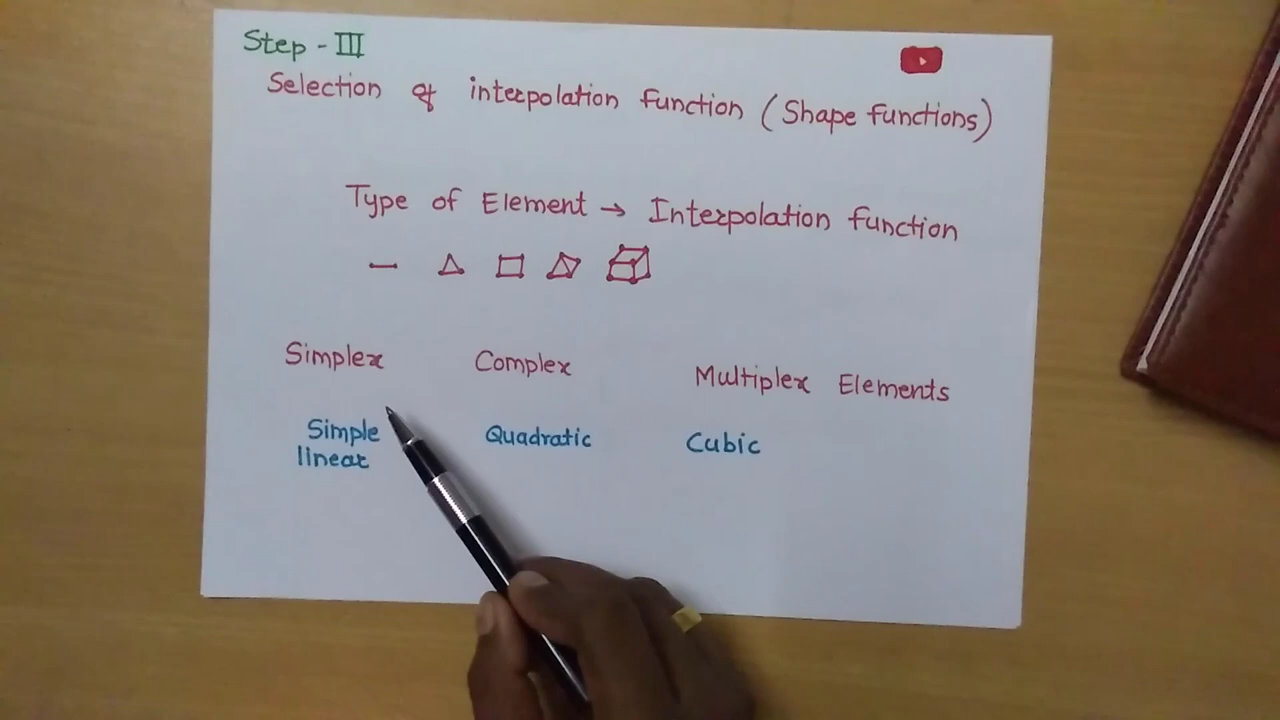 Step - III
Selection of interpolation function (Shape functions)
Type of Element → Interpolation function
Simplex Complex Multiplex Elements
Simple Quadratic Cubic
linear